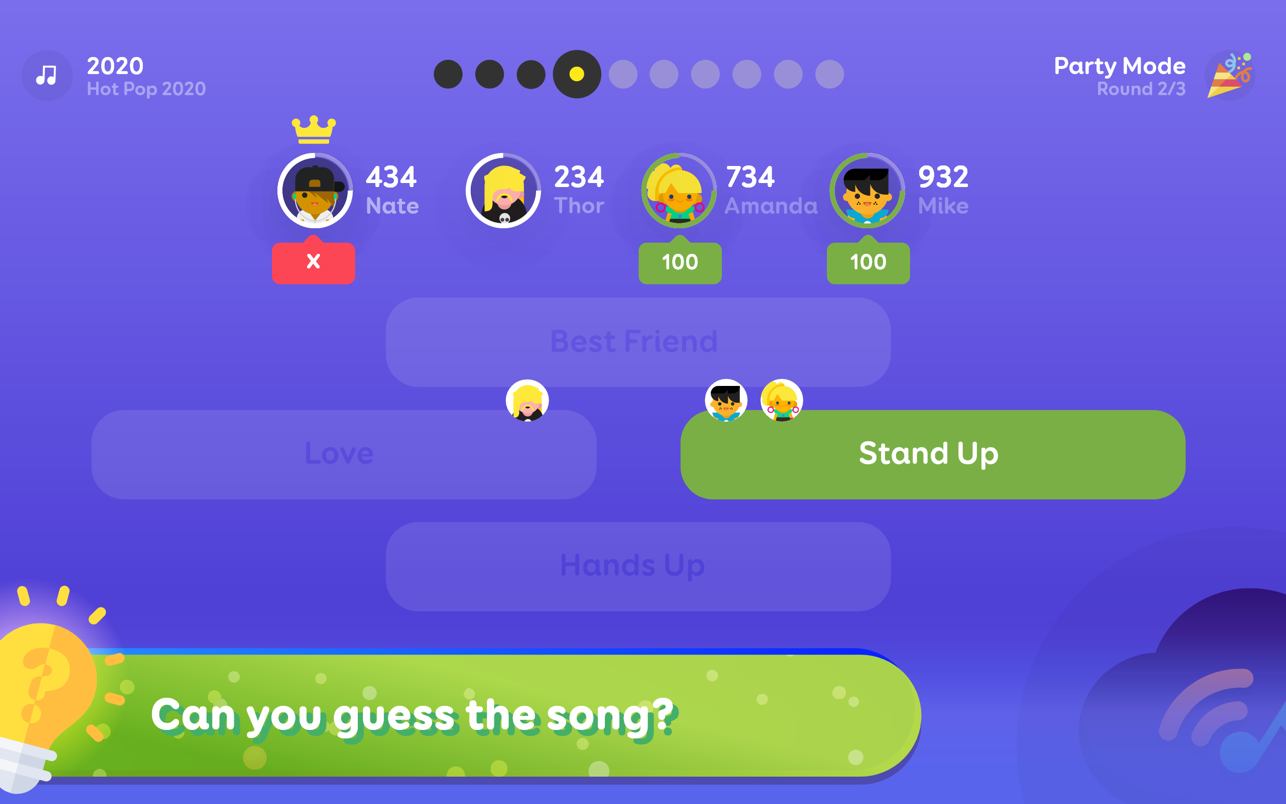 2020
Hot Pop 2020
Party Mode
Round 2/3
434
Nate
234
Thor
734
Amanda
932
Mike
X
100
100
Best Friend
Love
Stand Up
Hands Up
Can you guess the song?